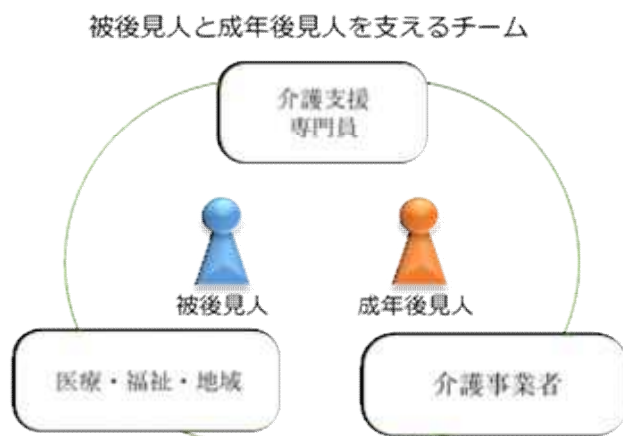 被後見人と成年後見人を支えるチーム
介護支援
専門員
被後見人
成年後見人
医療・福祉・地域
介護事業者